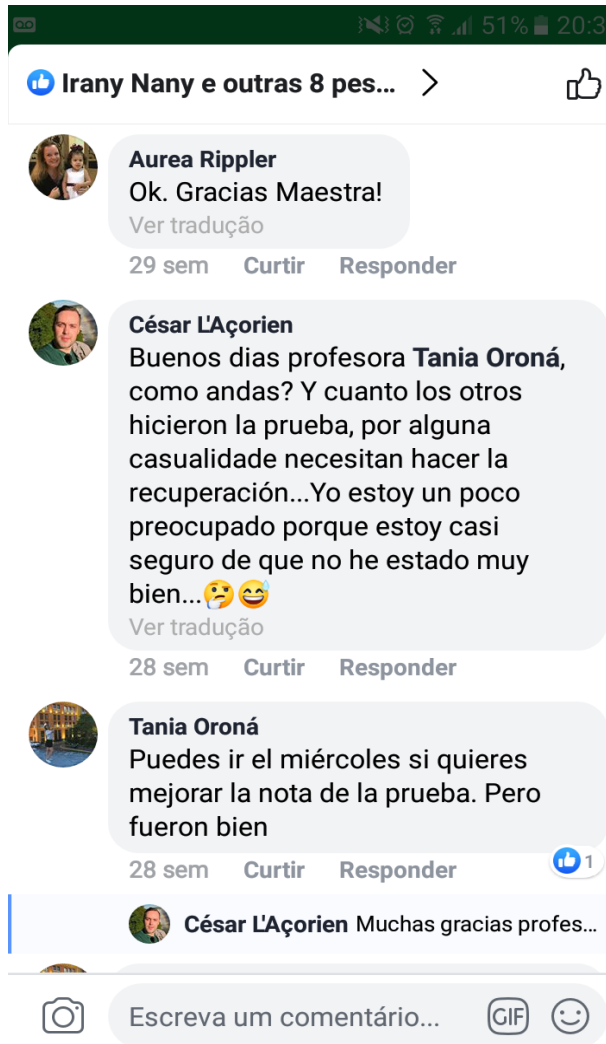 51% 20:3
Irany Nany e outras 8 pes...
Aurea Rippler
Ok. Gracias Maestra!
Ver tradução
29 sem Curtir Responder
César L'Açorien
Buenos dias profesora Tania Oroná,
como andas? Y cuanto los otros
hicieron la prueba, por alguna
casualidade necesitan hacer la
recuperación...Yo estoy un poco
preocupado porque estoy casi
seguro de que no he estado muy
bien...🤔😅
Ver tradução
28 sem Curtir Responder
Tania Oroná
Puedes ir el miércoles si quieres
mejorar la nota de la prueba. Pero
fueron bien
28 sem Curtir Responder 1
César L'Açorien Muchas gracias profes...
Escreva um comentário... GIF